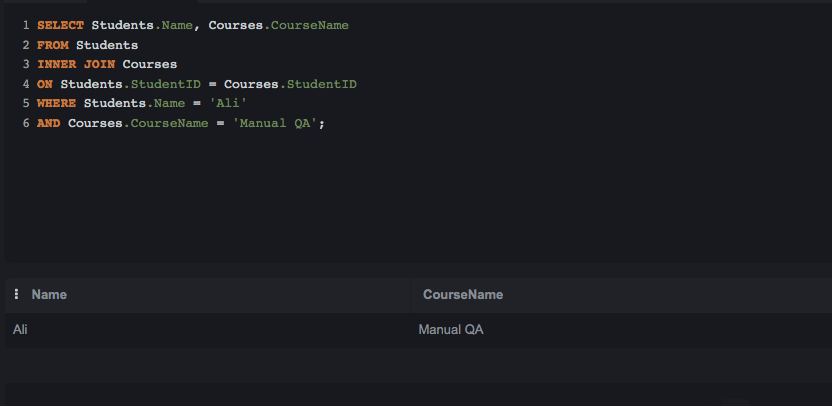 1 SELECT Students.Name, Courses.CourseName
2 FROM Students
3 INNER JOIN Courses
4 ON Students.StudentID = Courses.StudentID
5 WHERE Students.Name = 'Ali'
6 AND Courses.CourseName = 'Manual QA';
Name CourseName
Ali Manual QA